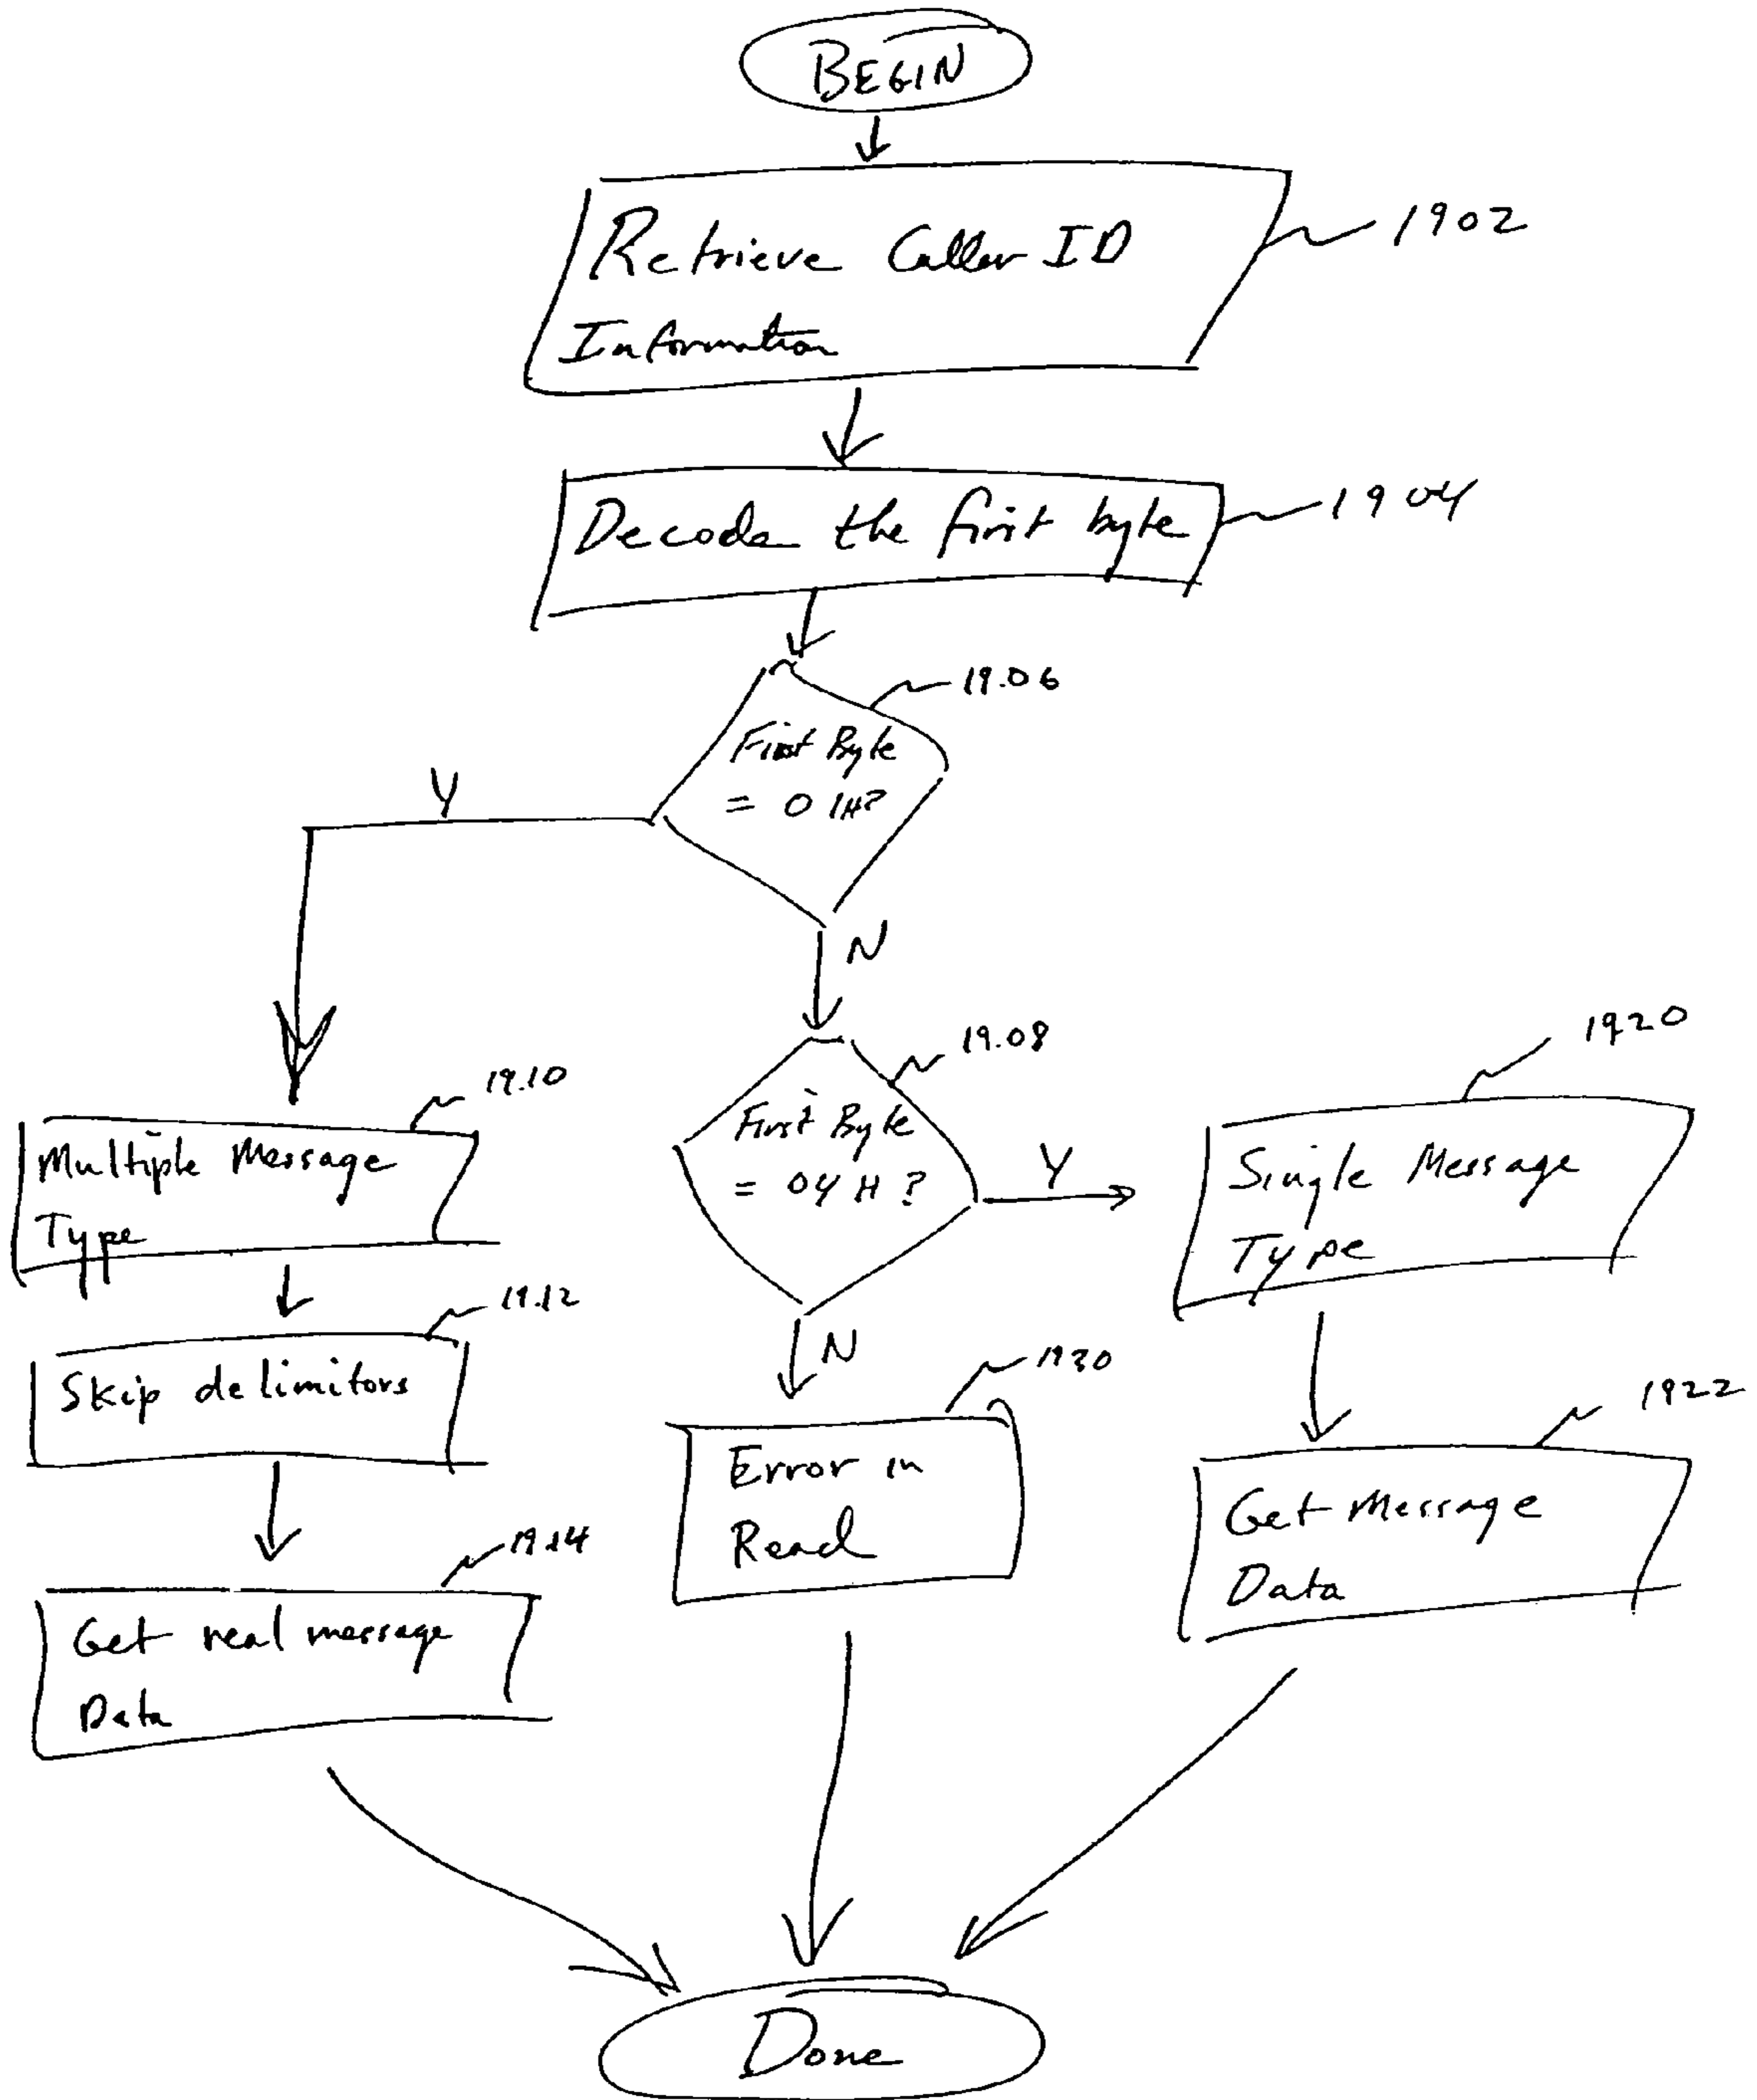 BEGIN
Retrieve Caller ID
Information
1902
Decode the first byte
1904
19.06
First Byte
= 01H?
Y
N
19.08
First Byte
= 04H?
Y
N
1920
Single Message
Type
19.10
Multiple Message
Type
19.12
Skip delimitors
1930
Error in
Read
1922
Get Message
Data
19.14
Get real message
Data
Done